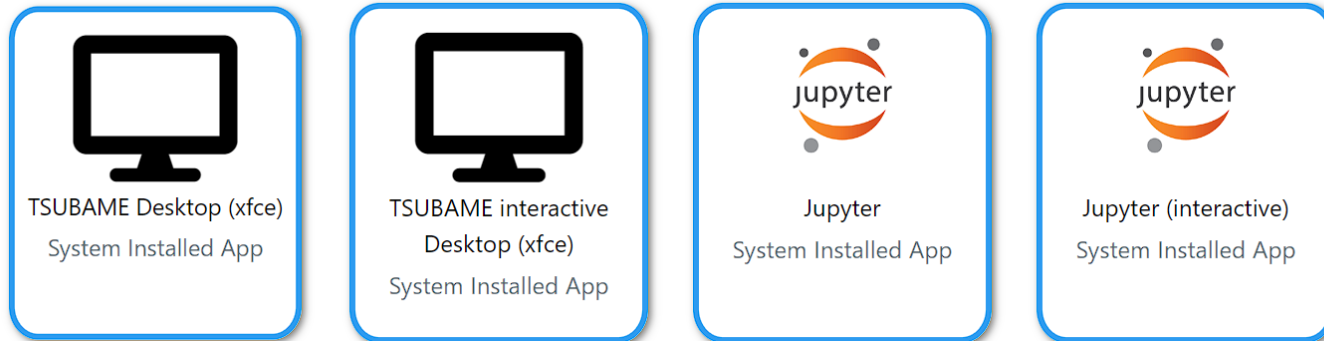 TSUBAME Desktop (xfce)
System Installed App
TSUBAME interactive
Desktop (xfce)
System Installed App
jupyter
Jupyter
System Installed App
jupyter
Jupyter (interactive)
System Installed App